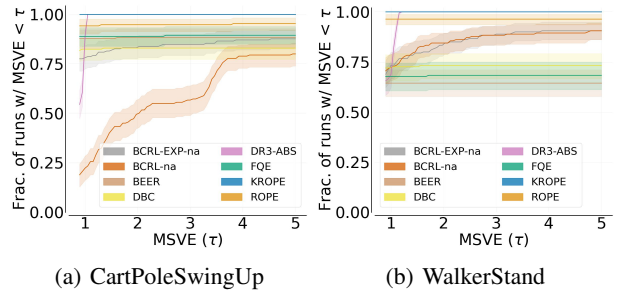 Frac. of runs w/ MSVE < τ
1.00
0.75
0.50
0.25
0.00
BCRL-EXP-na
BCRL-na
BEER
DBC
DR3-ABS
FQE
KROPE
ROPE
1 2 3 4 5
MSVE (τ)
(a) CartPoleSwingUp
Frac. of runs w/ MSVE < τ
1.00
0.75
0.50
0.25
0.00
BCRL-EXP-na
BCRL-na
BEER
DBC
DR3-ABS
FQE
KROPE
ROPE
1 2 3 4 5
MSVE (τ)
(b) WalkerStand